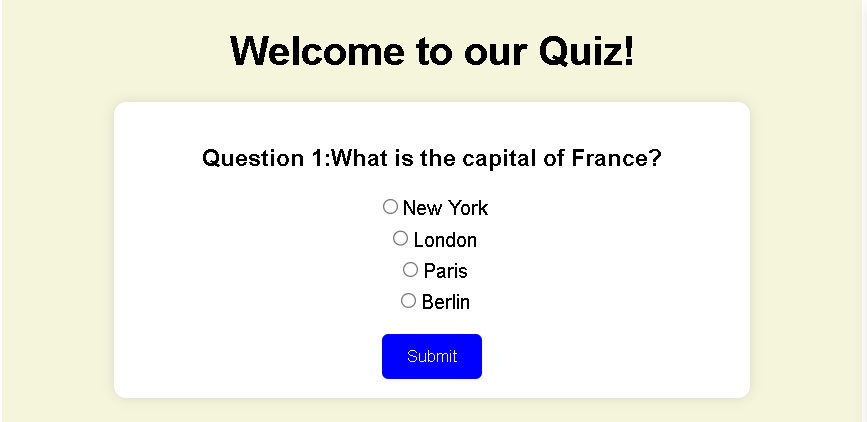 Welcome to our Quiz!
Question 1:What is the capital of France?
New York
London
Paris
Berlin
Submit